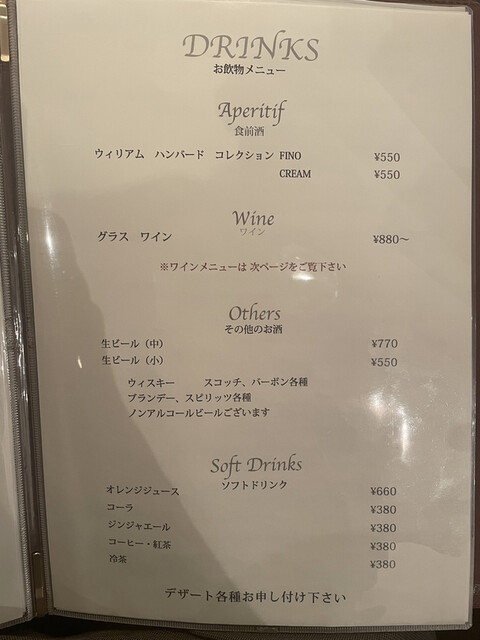 DRINKS
お飲物メニュー
Aperitif
食前酒
ウィリアム ハンバード コレクション FINO ¥550
CREAM ¥550
Wine
ワイン
グラス ワイン ¥880〜
※ワインメニューは 次ページをご覧下さい
Others
その他のお酒
生ビール（中） ¥770
生ビール（小） ¥550
ウィスキー スコッチ、バーボン各種
ブランデー、スピリッツ各種
ノンアルコールビールございます
Soft Drinks
ソフトドリンク
オレンジジュース ¥660
コーラ ¥380
ジンジャエール ¥380
コーヒー・紅茶 ¥380
冷茶 ¥380
デザート各種お申し付け下さい